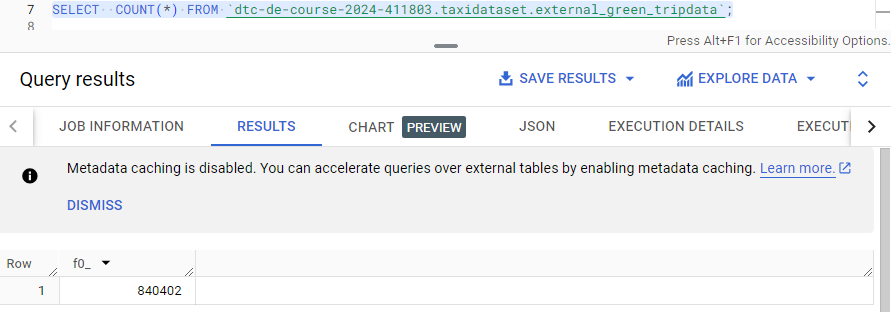 7 SELECT COUNT(*) FROM `dtc-de-course-2024-411803.taxidataset.external_green_tripdata`;
8
Press Alt+F1 for Accessibility Options.
Query results
SAVE RESULTS
EXPLORE DATA
JOB INFORMATION
RESULTS
CHART PREVIEW
JSON
EXECUTION DETAILS
EXECUTI
Metadata caching is disabled. You can accelerate queries over external tables by enabling metadata caching. Learn more.
DISMISS
Row f0_
1 840402